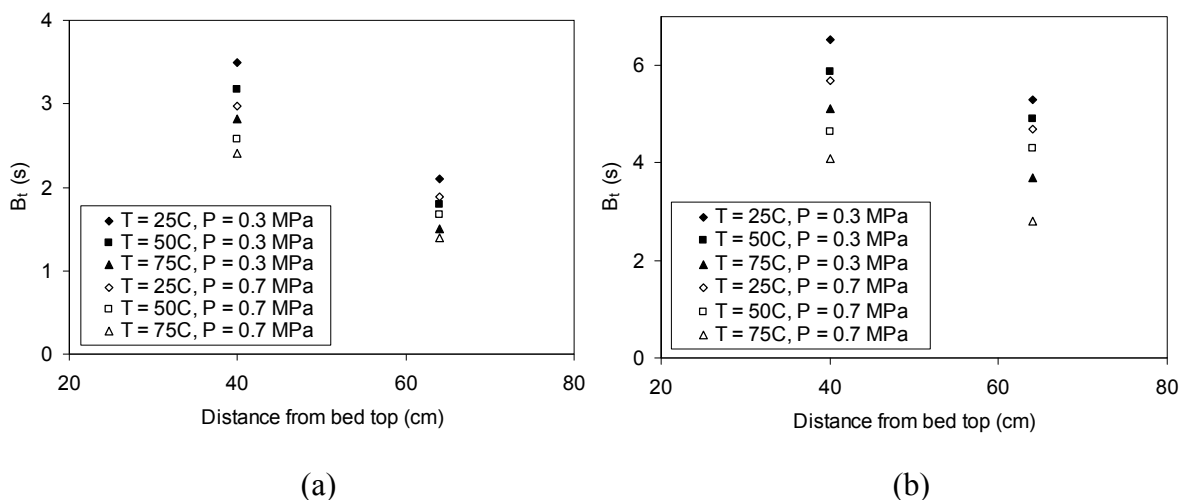 4
3
2
1
0
Bt (s)
T = 25C, P = 0.3 MPa
T = 50C, P = 0.3 MPa
T = 75C, P = 0.3 MPa
T = 25C, P = 0.7 MPa
T = 50C, P = 0.7 MPa
T = 75C, P = 0.7 MPa
20 40 60 80
Distance from bed top (cm)
(a)
6
4
2
0
Bt (s)
T = 25C, P = 0.3 MPa
T = 50C, P = 0.3 MPa
T = 75C, P = 0.3 MPa
T = 25C, P = 0.7 MPa
T = 50C, P = 0.7 MPa
T = 75C, P = 0.7 MPa
20 40 60 80
Distance from bed top (cm)
(b)